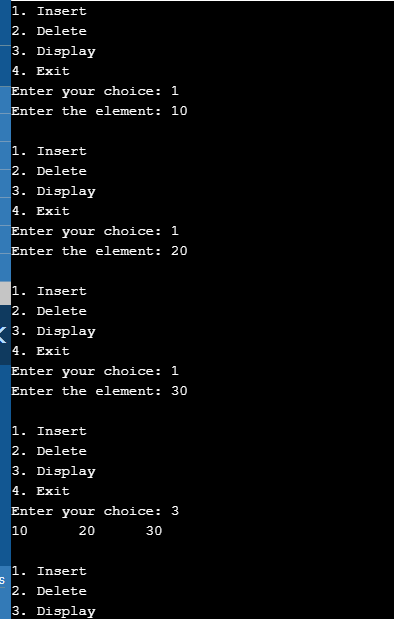 1. Insert
2. Delete
3. Display
4. Exit
Enter your choice: 1
Enter the element: 10
1. Insert
2. Delete
3. Display
4. Exit
Enter your choice: 1
Enter the element: 20
1. Insert
2. Delete
3. Display
4. Exit
Enter your choice: 1
Enter the element: 30
1. Insert
2. Delete
3. Display
4. Exit
Enter your choice: 3
10      20      30
1. Insert
2. Delete
3. Display